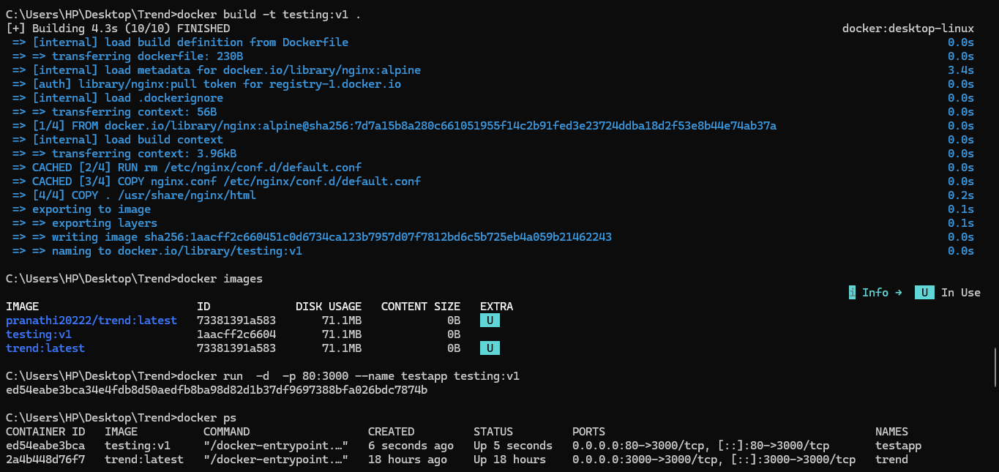 C:\Users\HP\Desktop\Trend>docker build -t testing:v1 .
[+] Building 4.3s (10/10) FINISHED docker:desktop-linux
=> [internal] load build definition from Dockerfile 0.0s
=> => transferring dockerfile: 230B 0.0s
=> [internal] load metadata for docker.io/library/nginx:alpine 3.4s
=> [auth] library/nginx:pull token for registry-1.docker.io 0.0s
=> [internal] load .dockerignore 0.0s
=> => transferring context: 56B 0.0s
=> [1/4] FROM docker.io/library/nginx:alpine@sha256:7d7a15b8a280c661051955f14c2b91fed3e23724ddba18d2f53e8b44e74ab37a 0.0s
=> [internal] load build context 0.0s
=> => transferring context: 3.96kB 0.0s
=> CACHED [2/4] RUN rm /etc/nginx/conf.d/default.conf 0.0s
=> CACHED [3/4] COPY nginx.conf /etc/nginx/conf.d/default.conf 0.0s
=> [4/4] COPY . /usr/share/nginx/html 0.2s
=> exporting to image 0.1s
=> => exporting layers 0.1s
=> => writing image sha256:1aacff2c660451c0d6734ca123b7957d07f7812bd6c5b725eb4a059b21462243 0.0s
=> => naming to docker.io/library/testing:v1 0.0s
C:\Users\HP\Desktop\Trend>docker images
i Info → U In Use
IMAGE ID DISK USAGE CONTENT SIZE EXTRA
pranathi20222/trend:latest 73381391a583 71.1MB 0B U
testing:v1 1aacff2c6604 71.1MB 0B
trend:latest 73381391a583 71.1MB 0B U
C:\Users\HP\Desktop\Trend>docker run  -d  -p 80:3000 --name testapp testing:v1
ed54eabe3bca34e4fdb8d50aedfb8ba98d82d1b37df9697388bfa026bdc7874b
C:\Users\HP\Desktop\Trend>docker ps
CONTAINER ID IMAGE COMMAND CREATED STATUS PORTS NAMES
ed54eabe3bca testing:v1 "/docker-entrypoint.…" 6 seconds ago Up 5 seconds 0.0.0.0:80->3000/tcp, [::]:80->3000/tcp testapp
2a4b448d76f7 trend:latest "/docker-entrypoint.…" 18 hours ago Up 18 hours 0.0.0.0:3000->3000/tcp, [::]:3000->3000/tcp trend